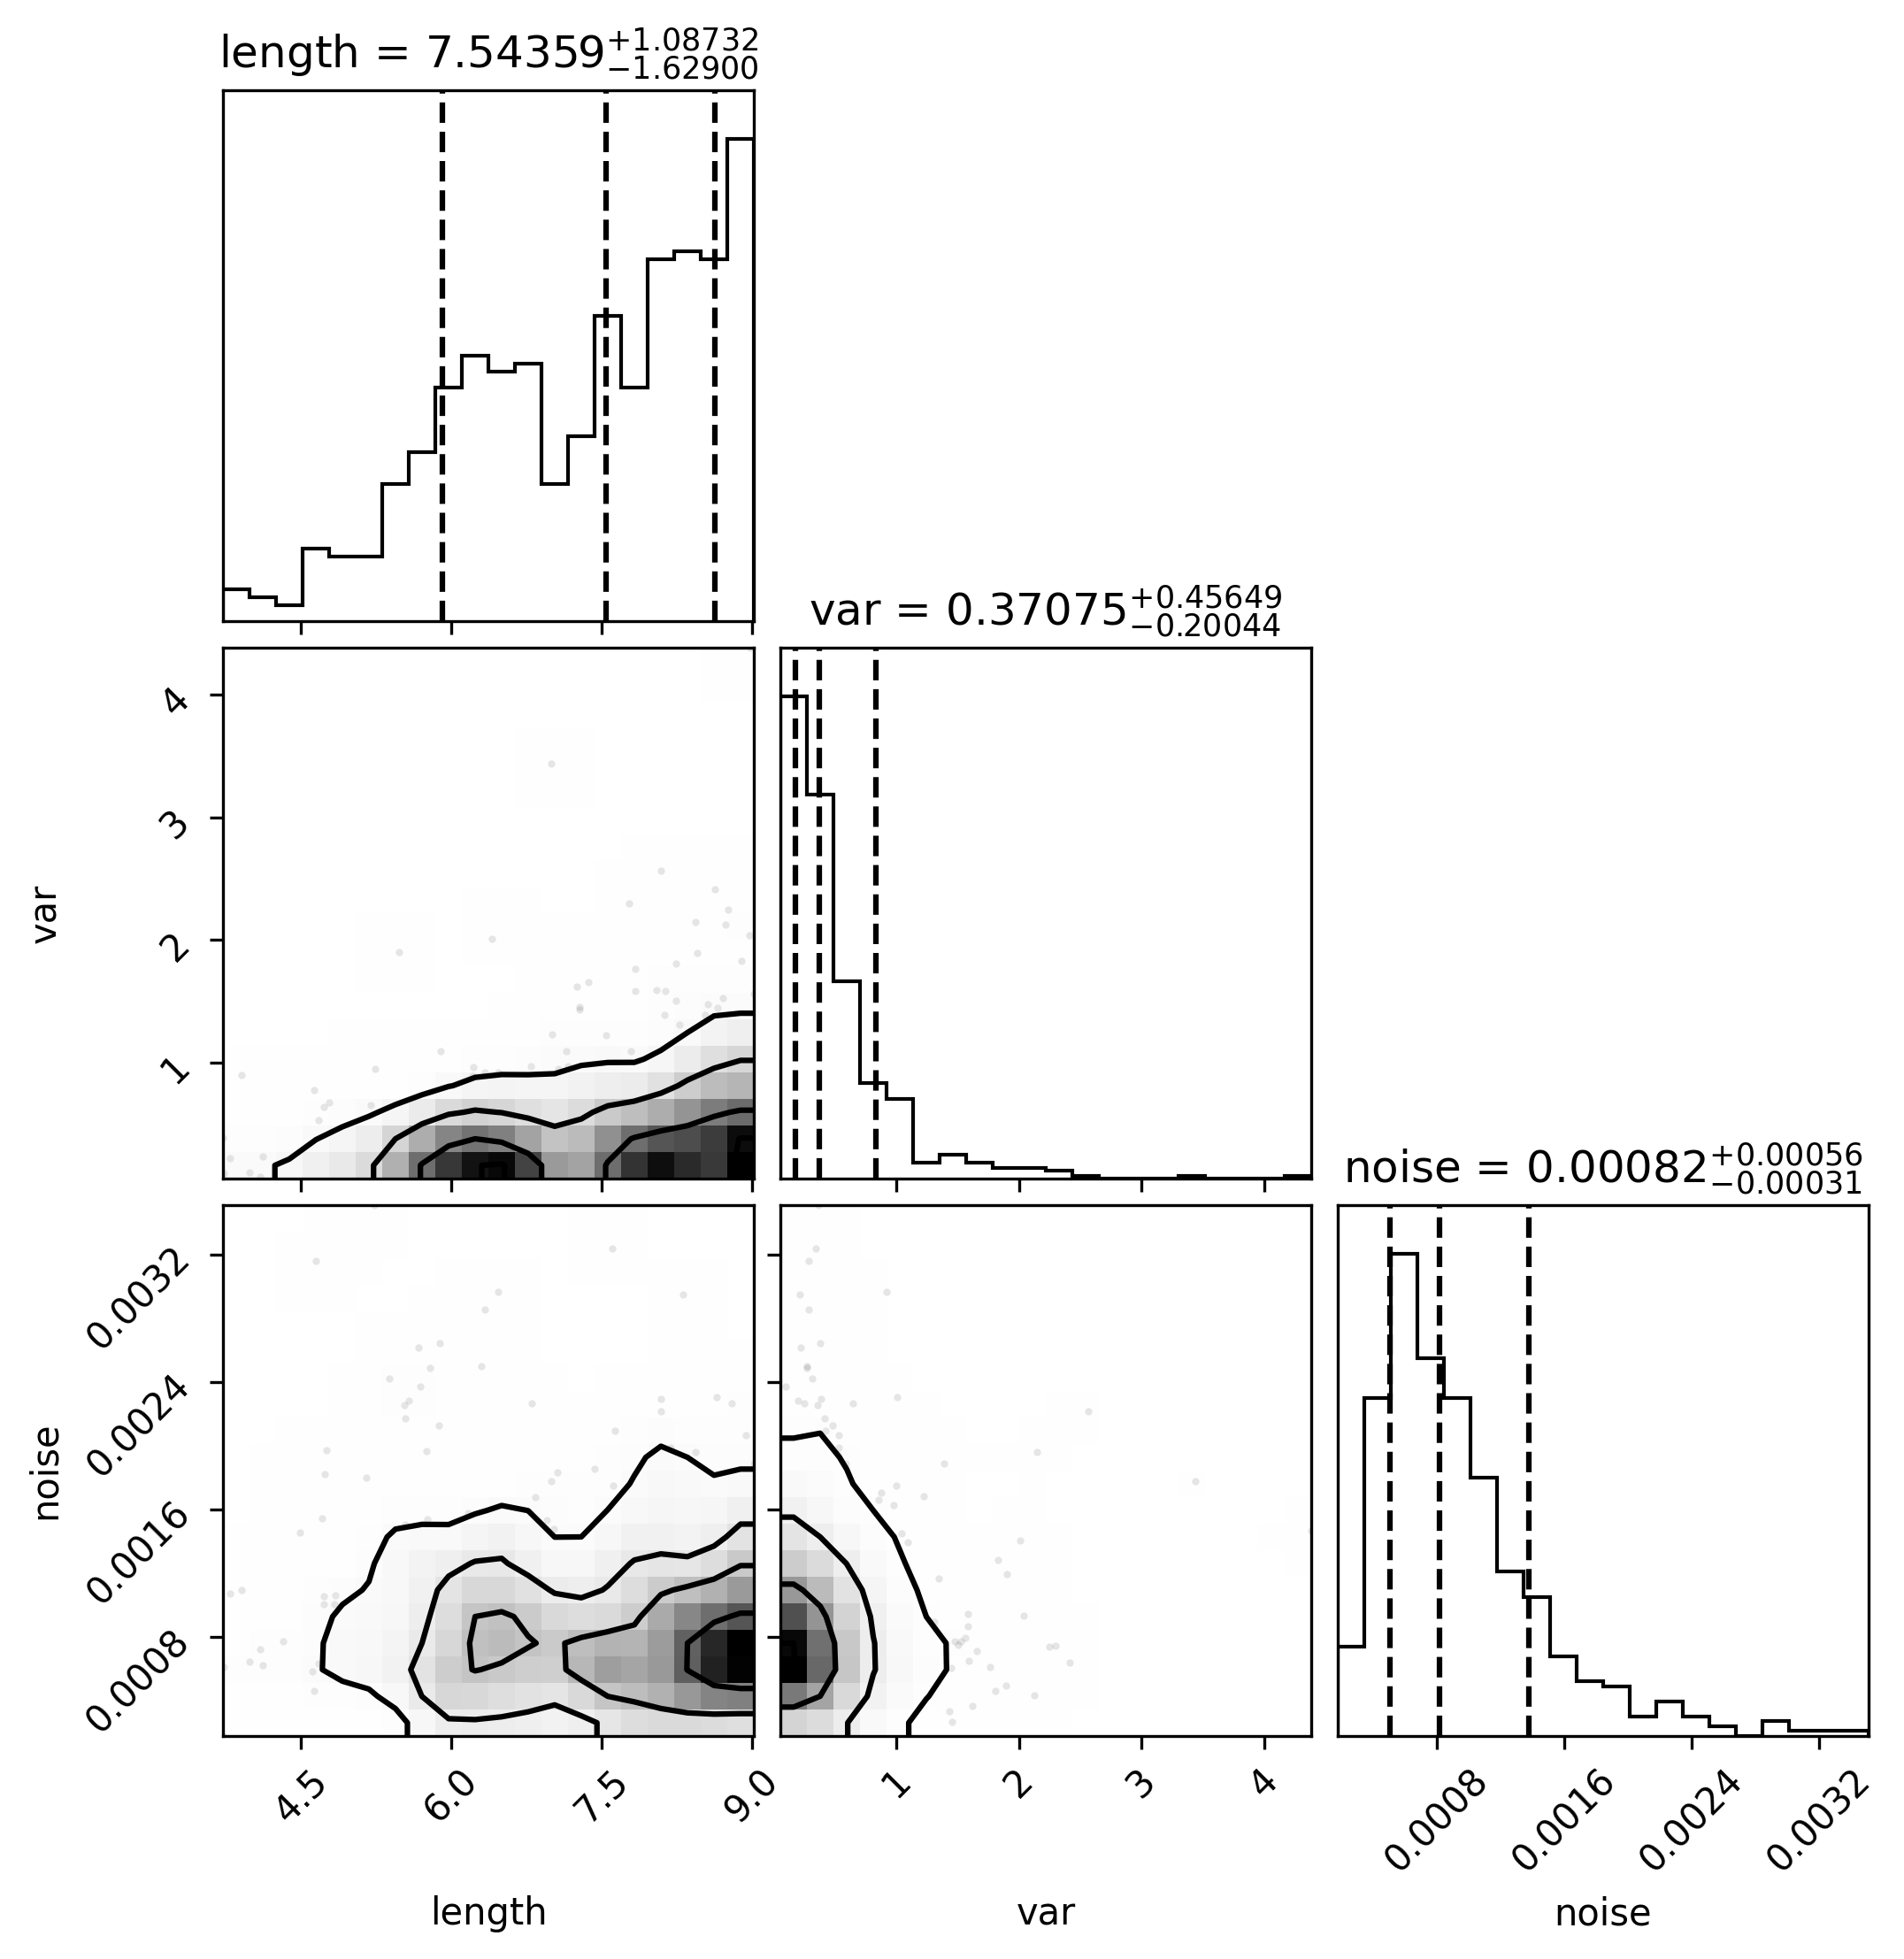 length = 7.54359+1.08732−1.62900
var = 0.37075+0.45649−0.20044
4
3
2
1
var
noise = 0.00082+0.00056−0.00031
0.0032
0.0024
0.0016
0.0008
noise
4.5 6.0 7.5 9.0 1 2 3 4 0.0008 0.0016 0.0024 0.0032
length var noise